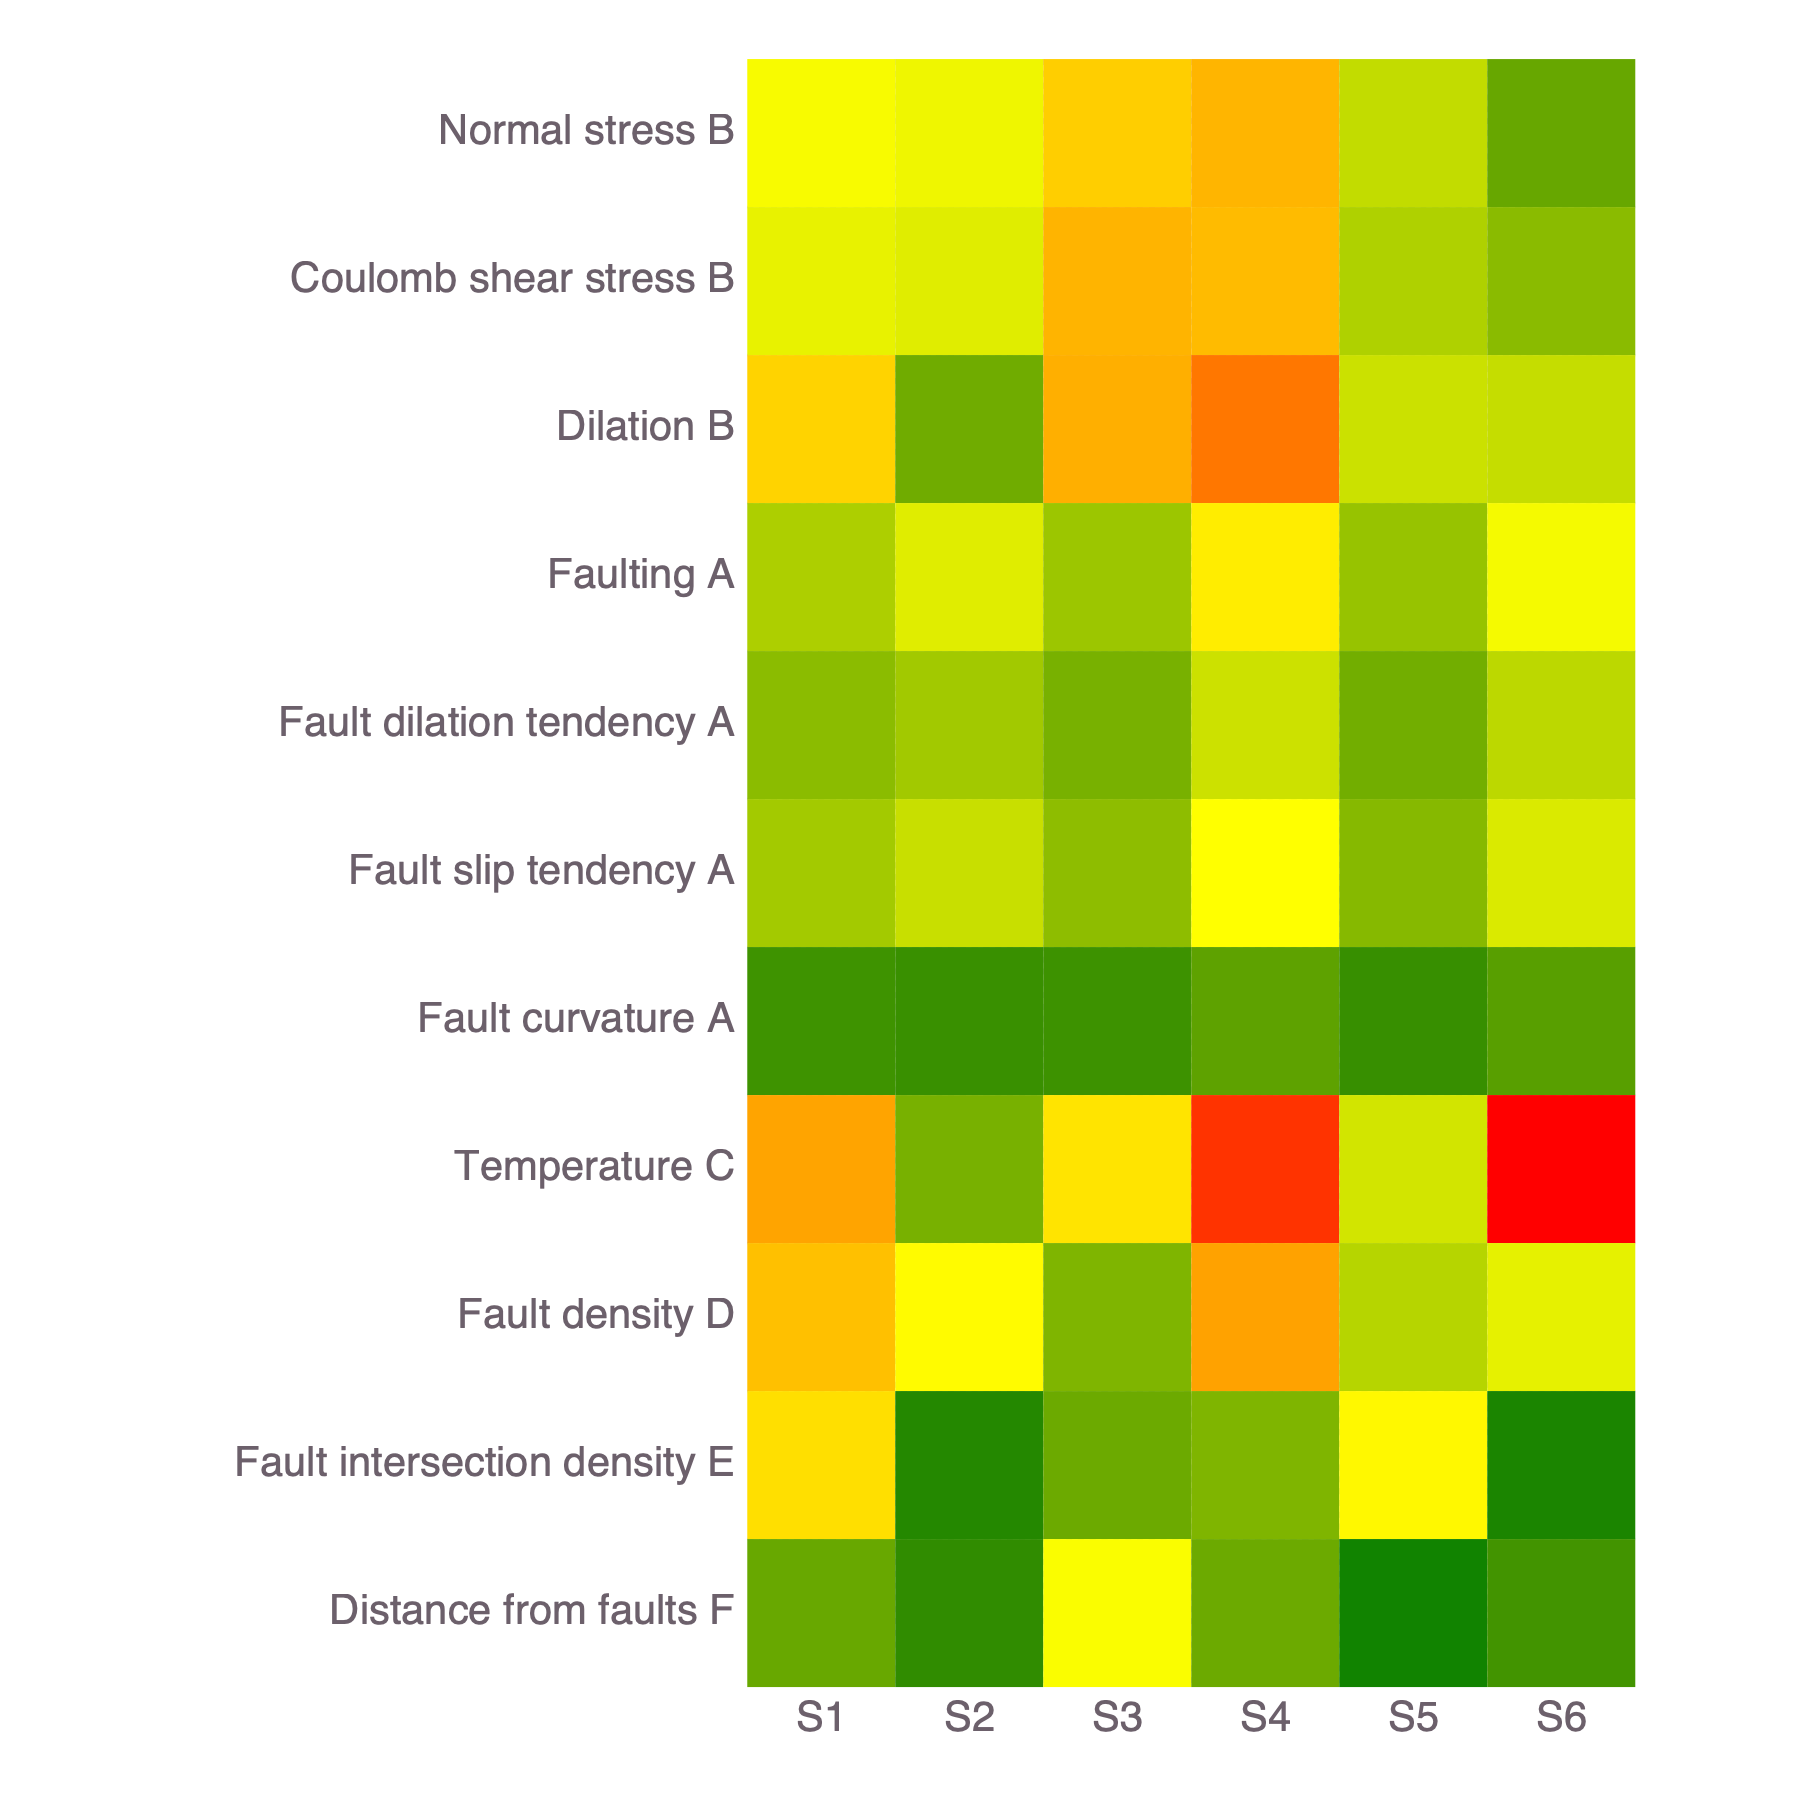 Normal stress B
Coulomb shear stress B
Dilation B
Faulting A
Fault dilation tendency A
Fault slip tendency A
Fault curvature A
Temperature C
Fault density D
Fault intersection density E
Distance from faults F
S1 S2 S3 S4 S5 S6